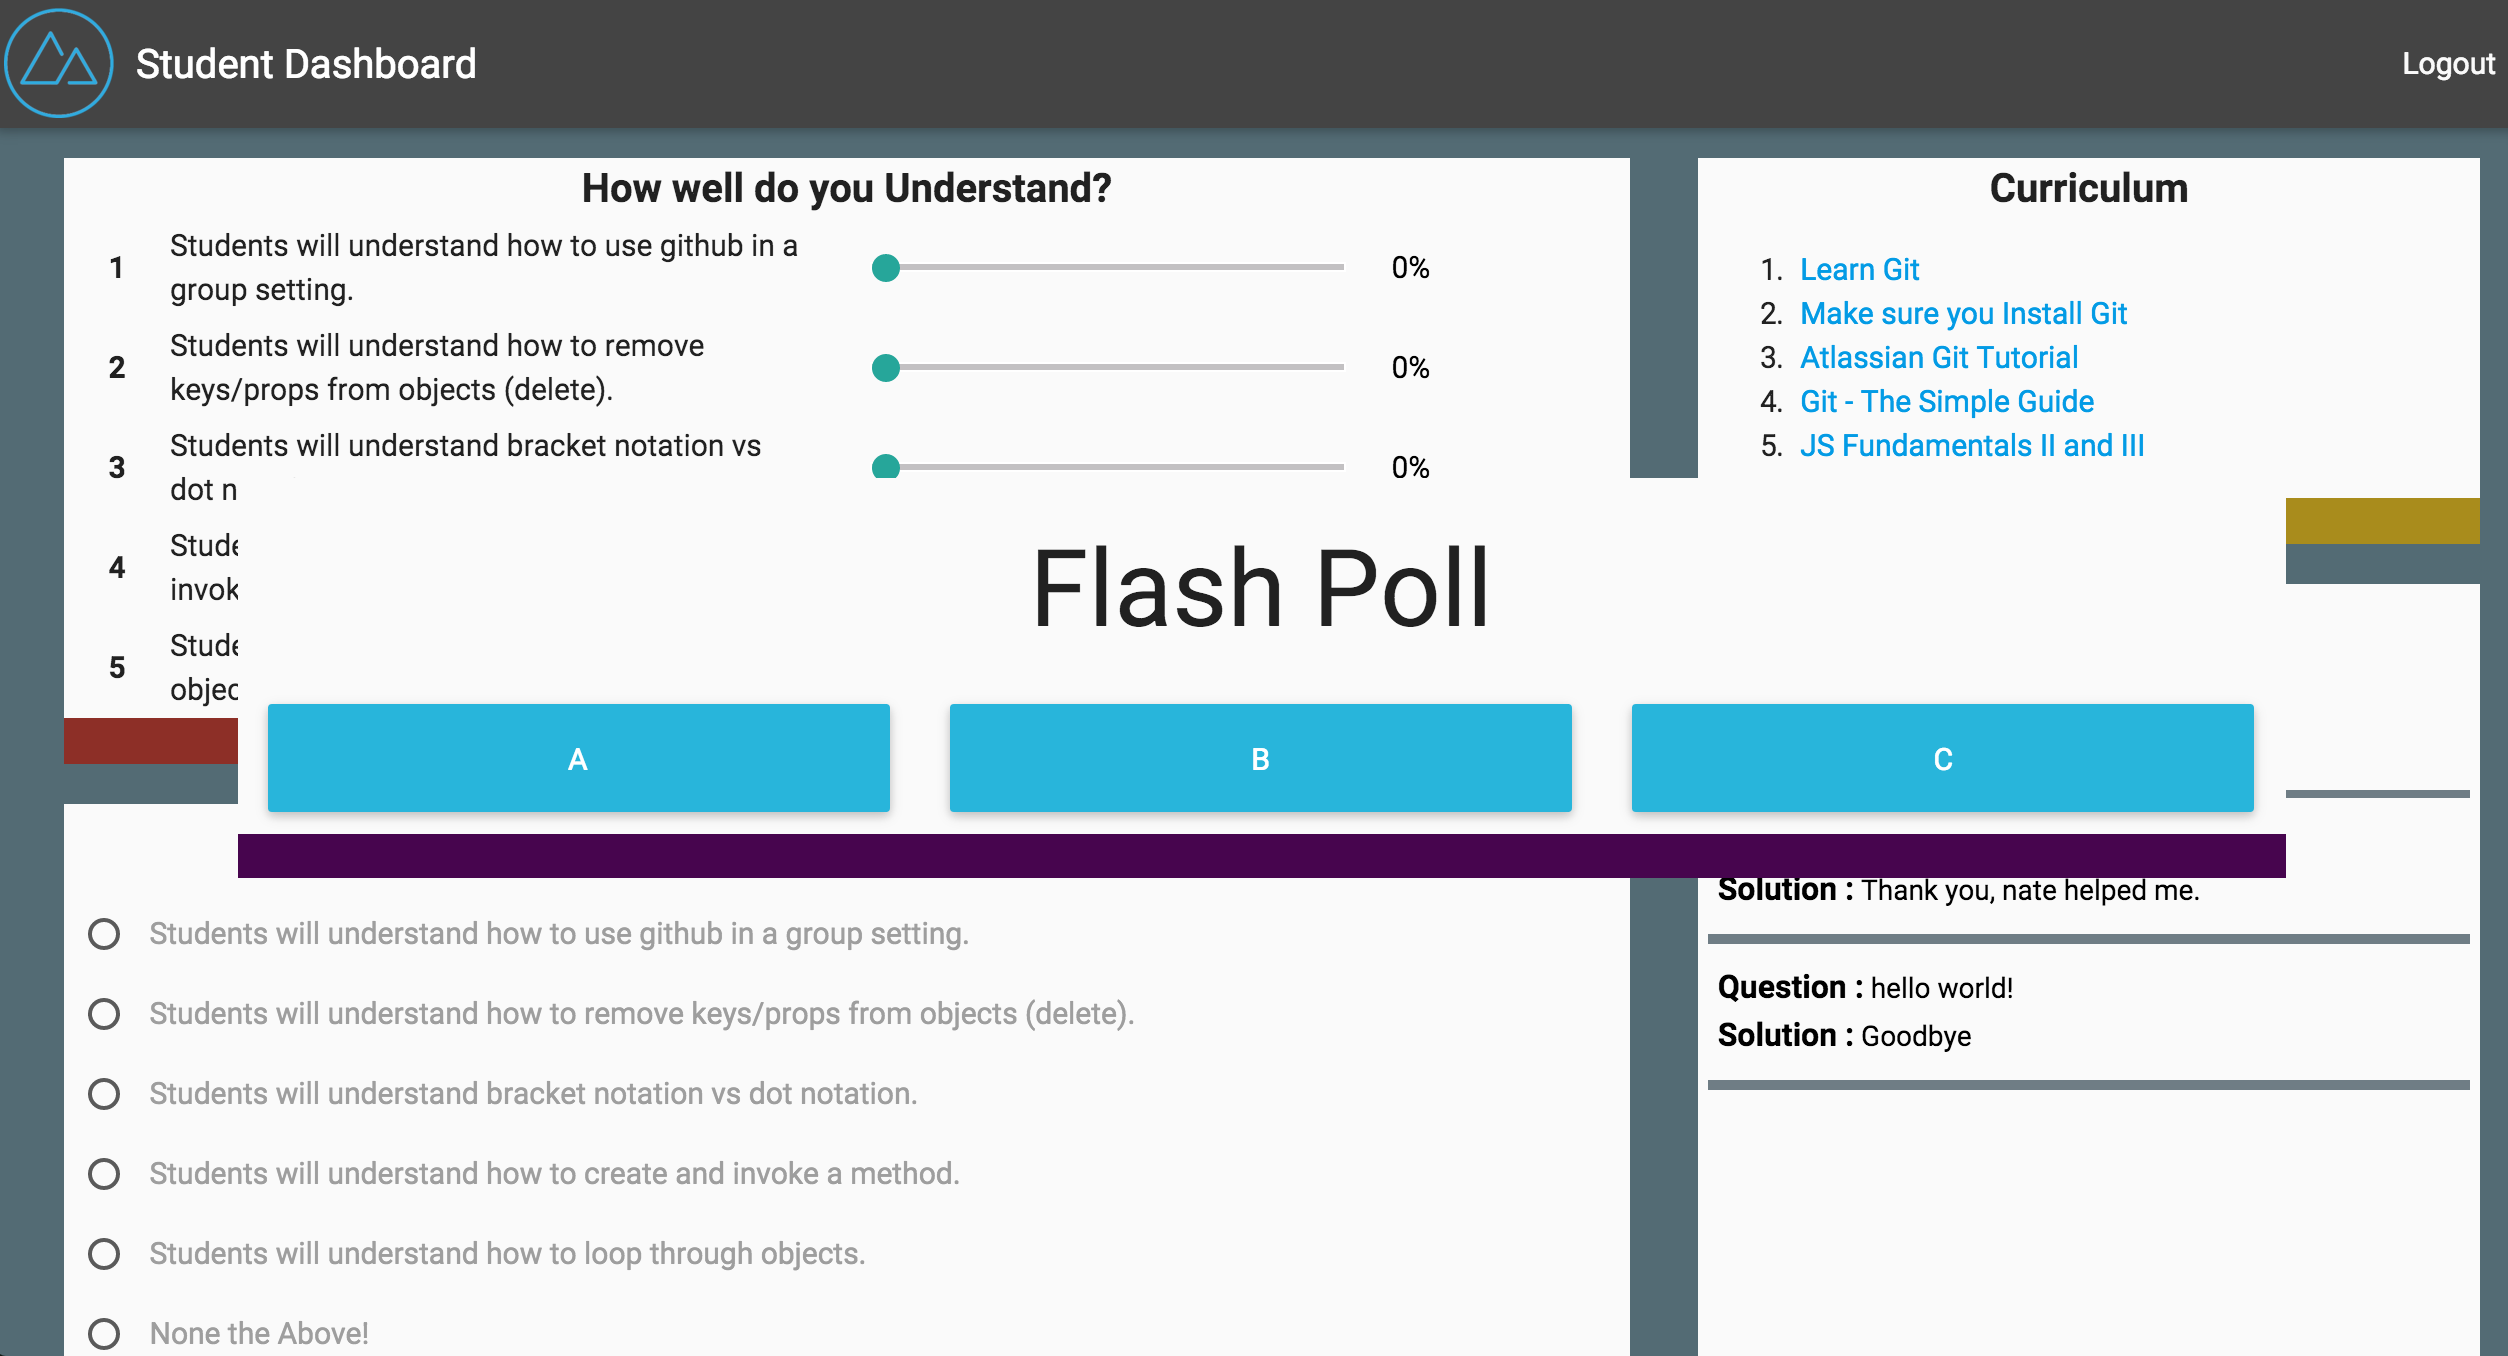 Student Dashboard
Logout
How well do you Understand?
1
Students will understand how to use github in a
group setting.
0%
2
Students will understand how to remove
keys/props from objects (delete).
0%
3
Students will understand bracket notation vs
dot n
0%
4
Stude
invok
5
Stude
objec
Curriculum
1. Learn Git
2. Make sure you Install Git
3. Atlassian Git Tutorial
4. Git - The Simple Guide
5. JS Fundamentals II and III
Flash Poll
A
B
C
Students will understand how to use github in a group setting.
Students will understand how to remove keys/props from objects (delete).
Students will understand bracket notation vs dot notation.
Students will understand how to create and invoke a method.
Students will understand how to loop through objects.
None the Above!
Solution : Thank you, nate helped me.
Question : hello world!
Solution : Goodbye